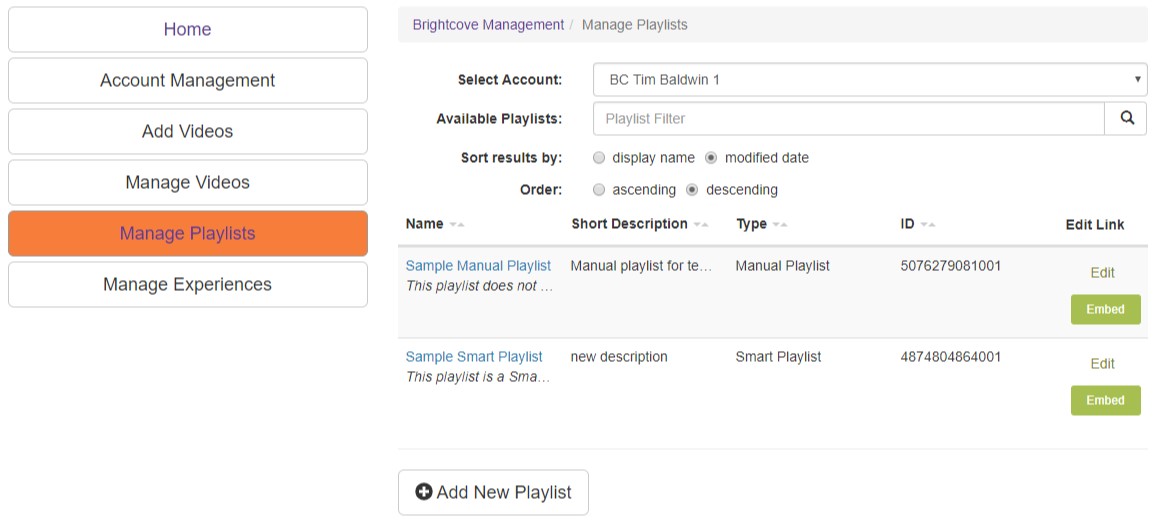 Home
Account Management
Add Videos
Manage Videos
Manage Playlists
Manage Experiences
Brightcove Management / Manage Playlists
Select Account: BC Tim Baldwin 1
Available Playlists: Playlist Filter
Sort results by: display name modified date
Order: ascending descending
Name Short Description Type ID Edit Link
Sample Manual Playlist Manual playlist for te... Manual Playlist 5076279081001 Edit
This playlist does not ...
Embed
Sample Smart Playlist new description Smart Playlist 4874804864001 Edit
This playlist is a Sma...
Embed
Add New Playlist